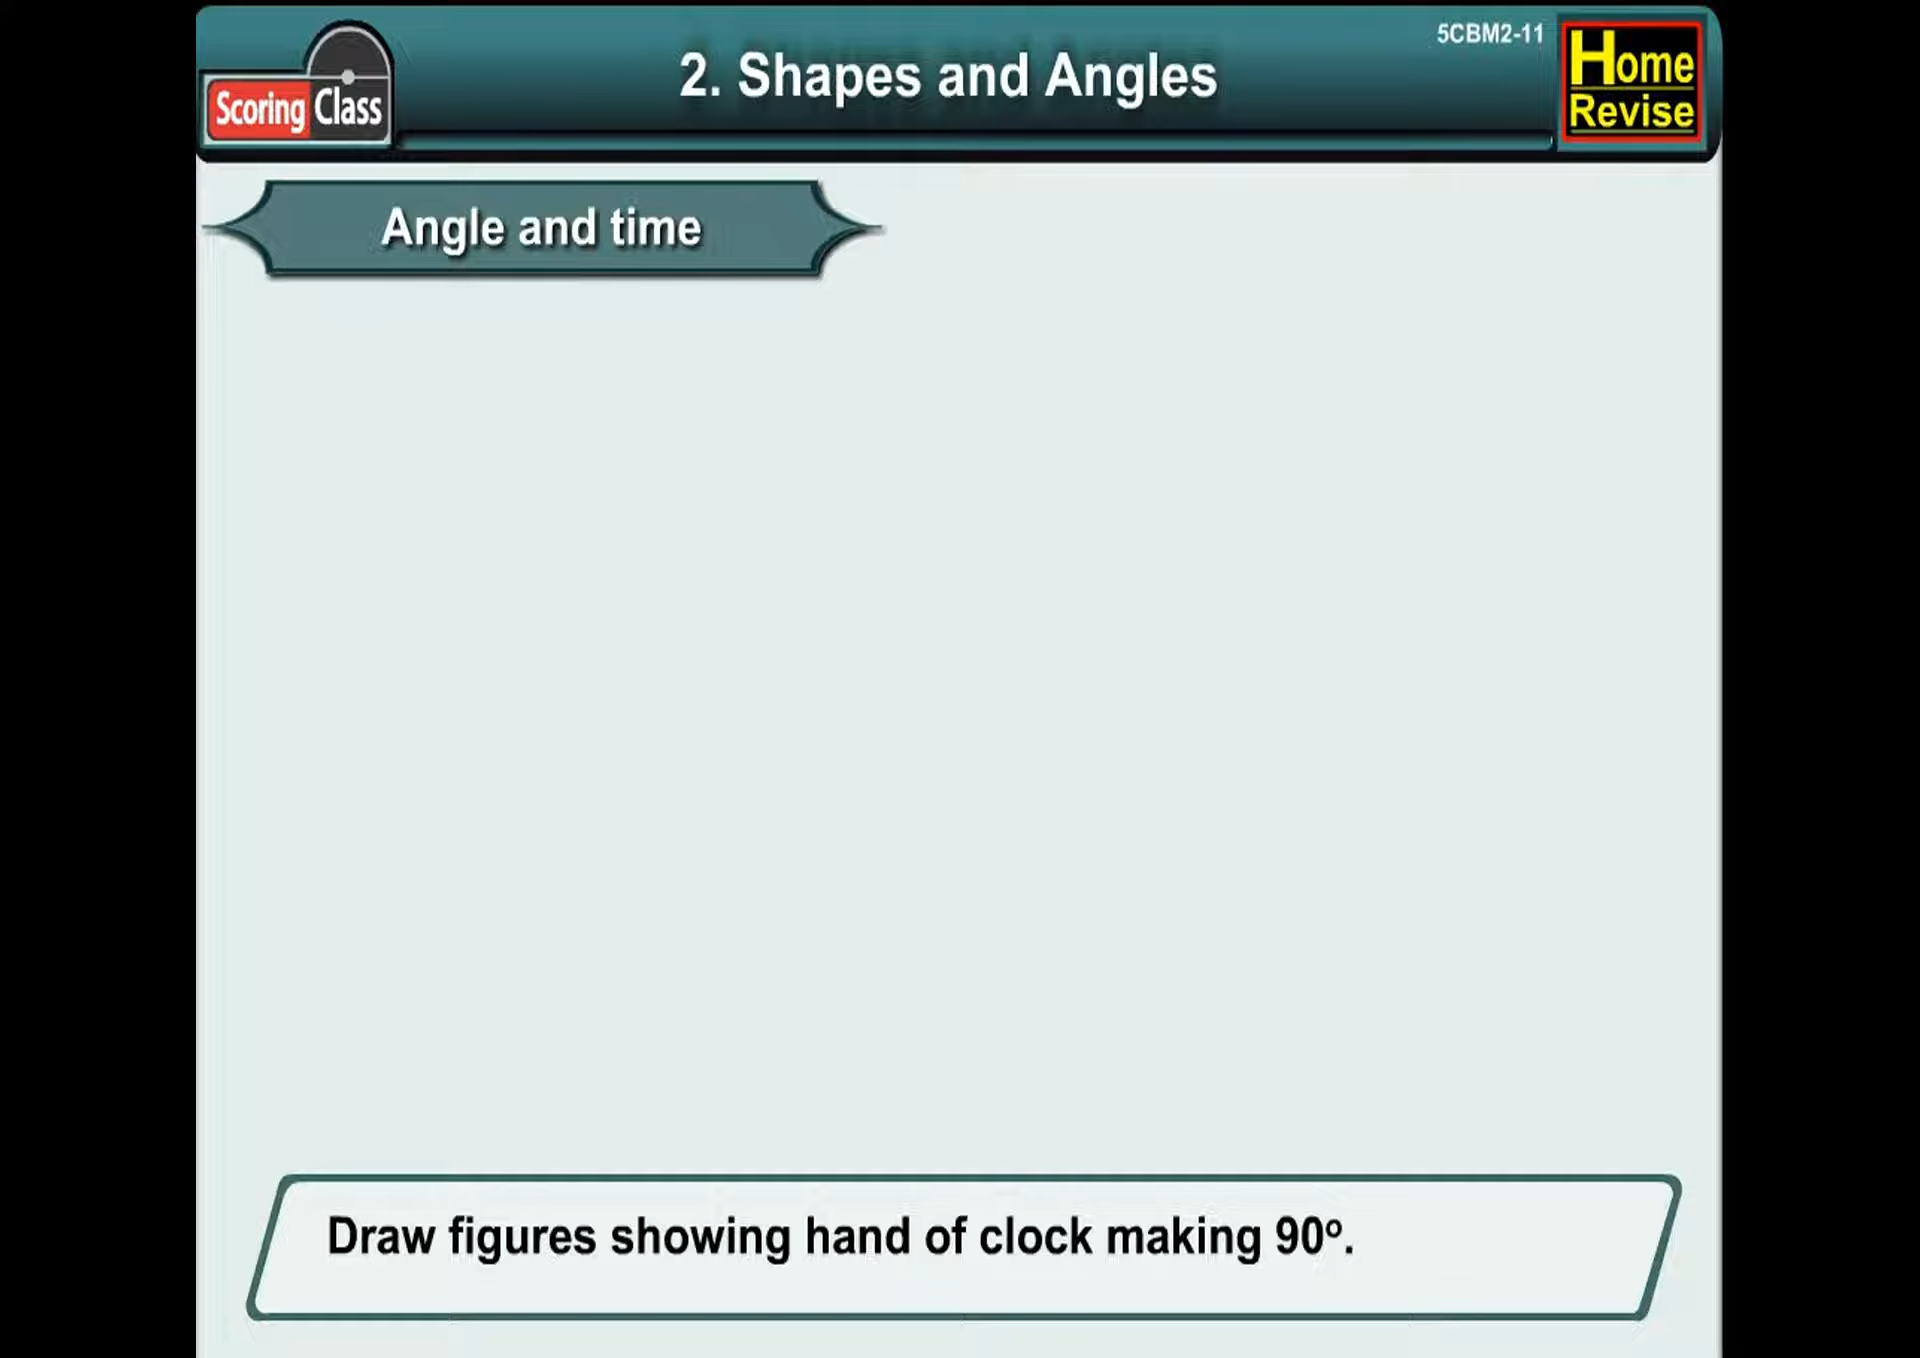 Scoring Class
2. Shapes and Angles
5CBM2-11
Home
Revise
Angle and time
Draw figures showing hand of clock making 90º.